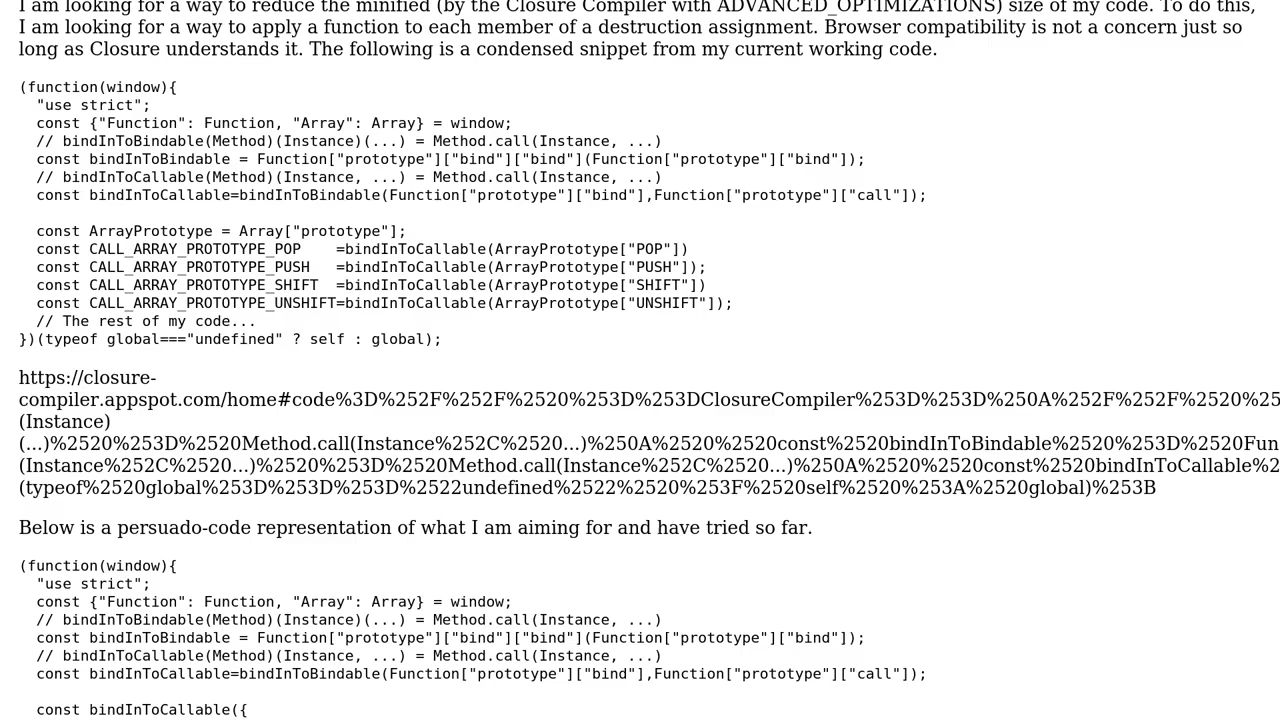 I am looking for a way to reduce the minified (by the Closure Compiler with ADVANCED_OPTIMIZATIONS) size of my code. To do this,
I am looking for a way to apply a function to each member of a destruction assignment. Browser compatibility is not a concern just so
long as Closure understands it. The following is a condensed snippet from my current working code.
(function(window){
  "use strict";
  const {"Function": Function, "Array": Array} = window;
  // bindInToBindable(Method)(Instance)(...) = Method.call(Instance, ...)
  const bindInToBindable = Function["prototype"]["bind"]["bind"](Function["prototype"]["bind"]);
  // bindInToCallable(Method)(Instance, ...) = Method.call(Instance, ...)
  const bindInToCallable=bindInToBindable(Function["prototype"]["bind"],Function["prototype"]["call"]);
  const ArrayPrototype = Array["prototype"];
  const CALL_ARRAY_PROTOTYPE_POP    =bindInToCallable(ArrayPrototype["POP"])
  const CALL_ARRAY_PROTOTYPE_PUSH   =bindInToCallable(ArrayPrototype["PUSH"]);
  const CALL_ARRAY_PROTOTYPE_SHIFT  =bindInToCallable(ArrayPrototype["SHIFT"])
  const CALL_ARRAY_PROTOTYPE_UNSHIFT=bindInToCallable(ArrayPrototype["UNSHIFT"]);
  // The rest of my code...
})(typeof global==="undefined" ? self : global);
https://closure-
compiler.appspot.com/home#code%3D%252F%252F%2520%253D%253DClosureCompiler%253D%253D%250A%252F%252F%2520%25
(Instance)
(...)%2520%253D%2520Method.call(Instance%252C%2520...)%250A%2520%2520const%2520bindInToBindable%2520%253D%2520Fun
(Instance%252C%2520...)%2520%253D%2520Method.call(Instance%252C%2520...)%250A%2520%2520const%2520bindInToCallable%2
(typeof%2520global%253D%253D%253D%2522undefined%2522%2520%253F%2520self%2520%253A%2520global)%253B
Below is a persuado-code representation of what I am aiming for and have tried so far.
(function(window){
  "use strict";
  const {"Function": Function, "Array": Array} = window;
  // bindInToBindable(Method)(Instance)(...) = Method.call(Instance, ...)
  const bindInToBindable = Function["prototype"]["bind"]["bind"](Function["prototype"]["bind"]);
  // bindInToCallable(Method)(Instance, ...) = Method.call(Instance, ...)
  const bindInToCallable=bindInToBindable(Function["prototype"]["bind"],Function["prototype"]["call"]);
  const bindInToCallable({